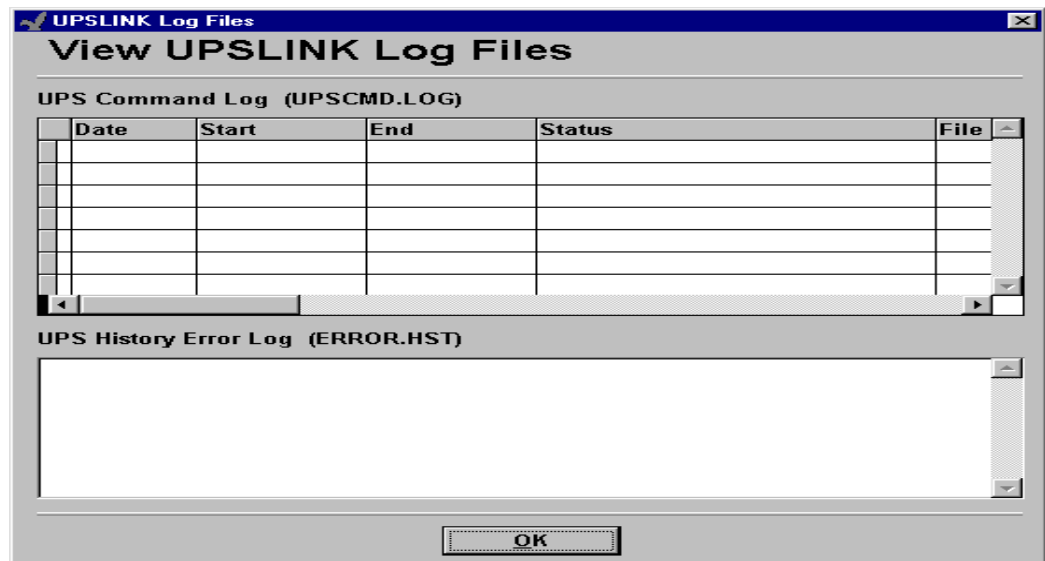 UPSLINK Log Files
View UPSLINK Log Files
UPS Command Log (UPSCMD.LOG)
Date Start End Status File
UPS History Error Log (ERROR.HST)
OK